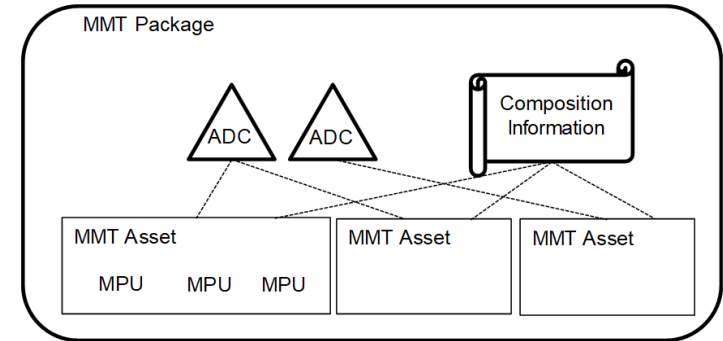 MMT Package
ADC
ADC
Composition
Information
MMT Asset
MPU MPU MPU
MMT Asset
MMT Asset